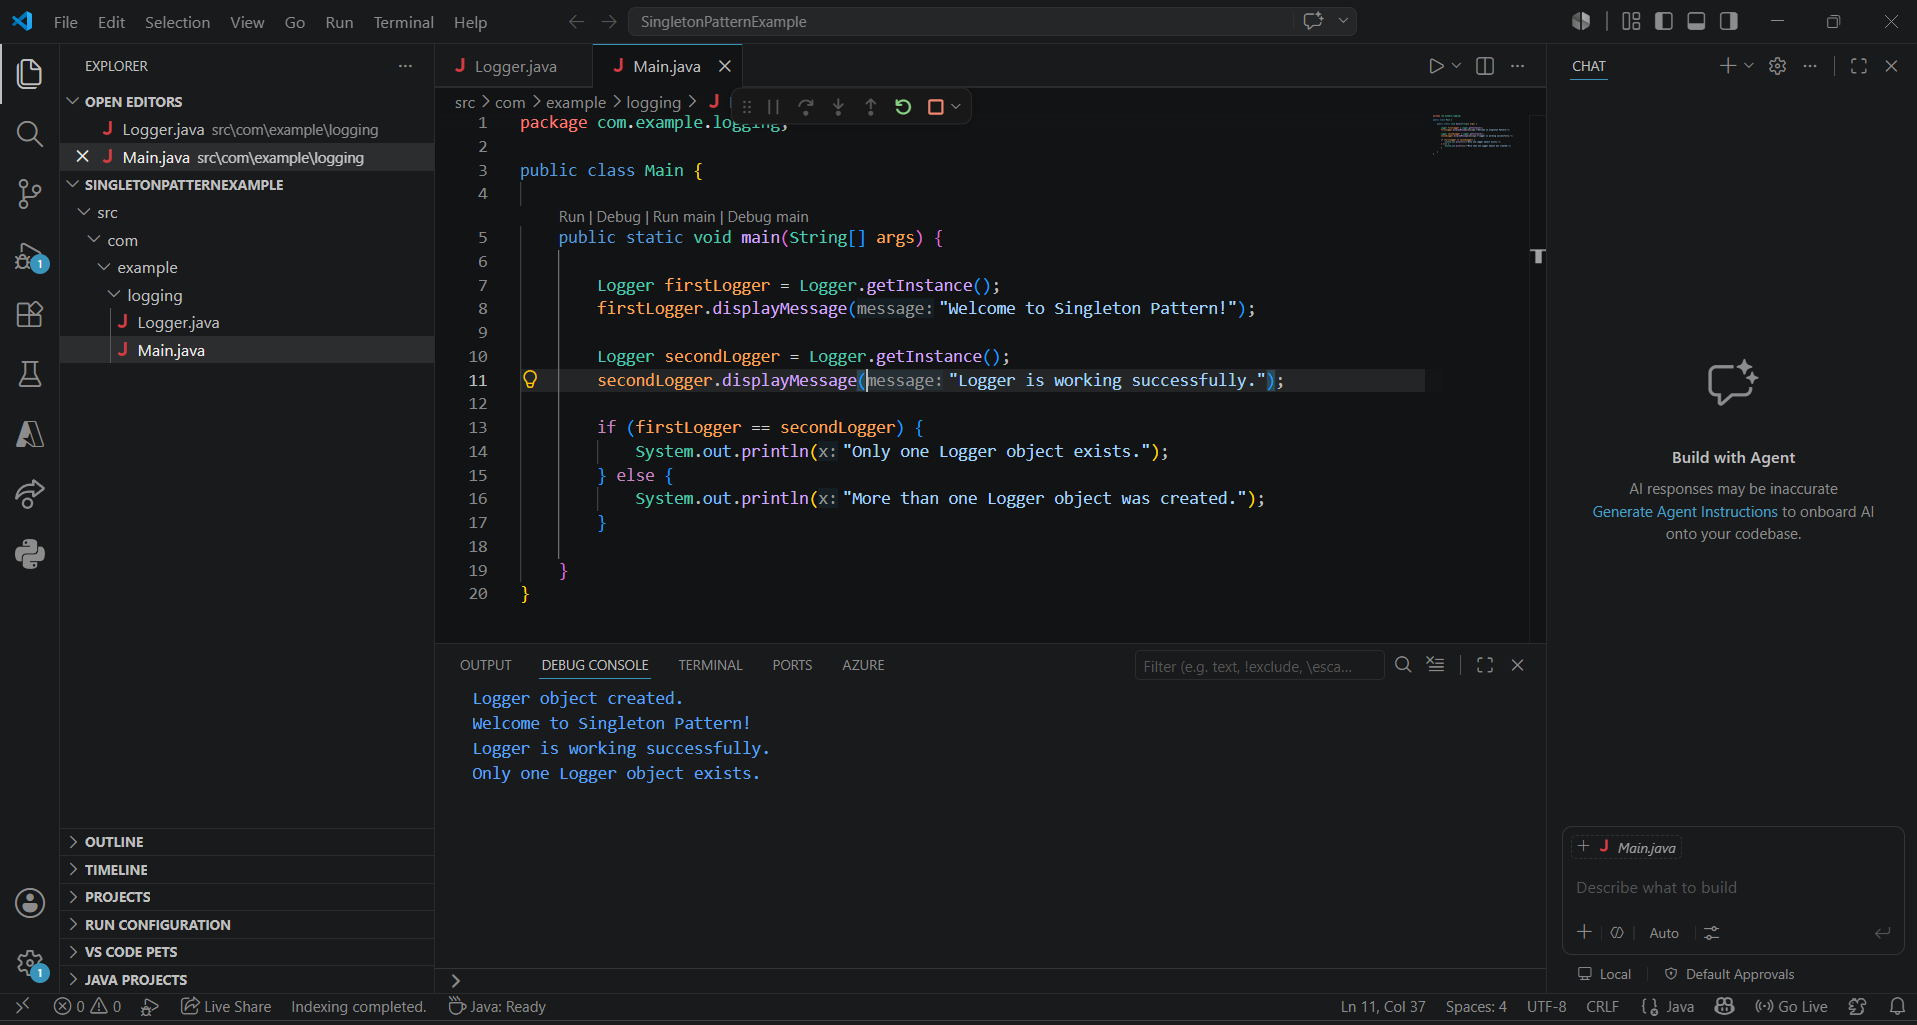 File Edit Selection View Go Run Terminal Help
SingletonPatternExample
EXPLORER
OPEN EDITORS
Logger.java src\com\example\logging
Main.java src\com\example\logging
SINGLETONPATTERNEXAMPLE
src
com
example
logging
Logger.java
Main.java
OUTLINE
TIMELINE
PROJECTS
RUN CONFIGURATION
VS CODE PETS
JAVA PROJECTS
Logger.java Main.java
src > com > example > logging >
1 package com.example.logging;
2
3 public class Main {
4
Run | Debug | Run main | Debug main
5 public static void main(String[] args) {
6
7 Logger firstLogger = Logger.getInstance();
8 firstLogger.displayMessage(message: "Welcome to Singleton Pattern!");
9
10 Logger secondLogger = Logger.getInstance();
11 secondLogger.displayMessage(message: "Logger is working successfully.");
12
13 if (firstLogger == secondLogger) {
14 System.out.println(x: "Only one Logger object exists.");
15 } else {
16 System.out.println(x: "More than one Logger object was created.");
17 }
18
19 }
20 }
OUTPUT DEBUG CONSOLE TERMINAL PORTS AZURE
Filter (e.g. text, !exclude, \esca...
Logger object created.
Welcome to Singleton Pattern!
Logger is working successfully.
Only one Logger object exists.
CHAT
Build with Agent
AI responses may be inaccurate
Generate Agent Instructions to onboard AI
onto your codebase.
Main.java
Describe what to build
Auto
Local Default Approvals
0 0 Live Share Indexing completed. Java: Ready
Ln 11, Col 37 Spaces: 4 UTF-8 CRLF Java Go Live
1
1